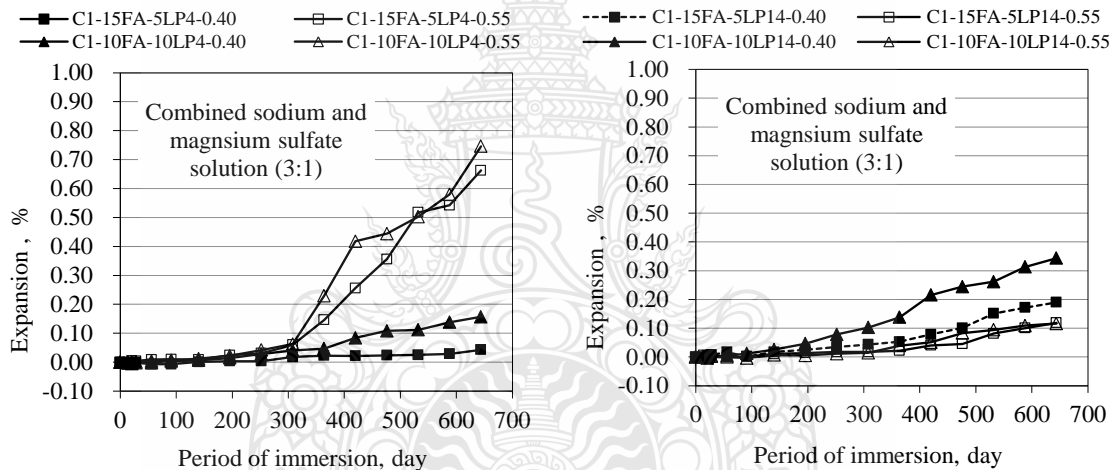 C1-15FA-5LP4-0.40 C1-15FA-5LP4-0.55
C1-10FA-10LP4-0.40 C1-10FA-10LP4-0.55
1.00
0.90
0.80
0.70
0.60
0.50
0.40
0.30
0.20
0.10
0.00
-0.10
Expansion , %
Combined sodium and
magnsium sulfate
solution (3:1)
0 100 200 300 400 500 600 700
Period of immersion, day
C1-15FA-5LP14-0.40 C1-15FA-5LP14-0.55
C1-10FA-10LP14-0.40 C1-10FA-10LP14-0.55
1.00
0.90
0.80
0.70
0.60
0.50
0.40
0.30
0.20
0.10
0.00
-0.10
Expansion , %
Combined sodium and
magnsium sulfate
solution (3:1)
0 100 200 300 400 500 600 700
Period of immersion, day